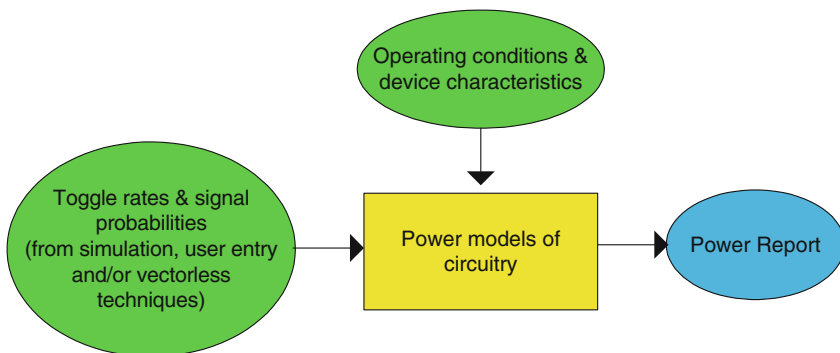 Operating conditions &
device characteristics
Toggle rates & signal
probabilities
(from simulation, user entry
and/or vectorless
techniques)
Power models of
circuitry
Power Report